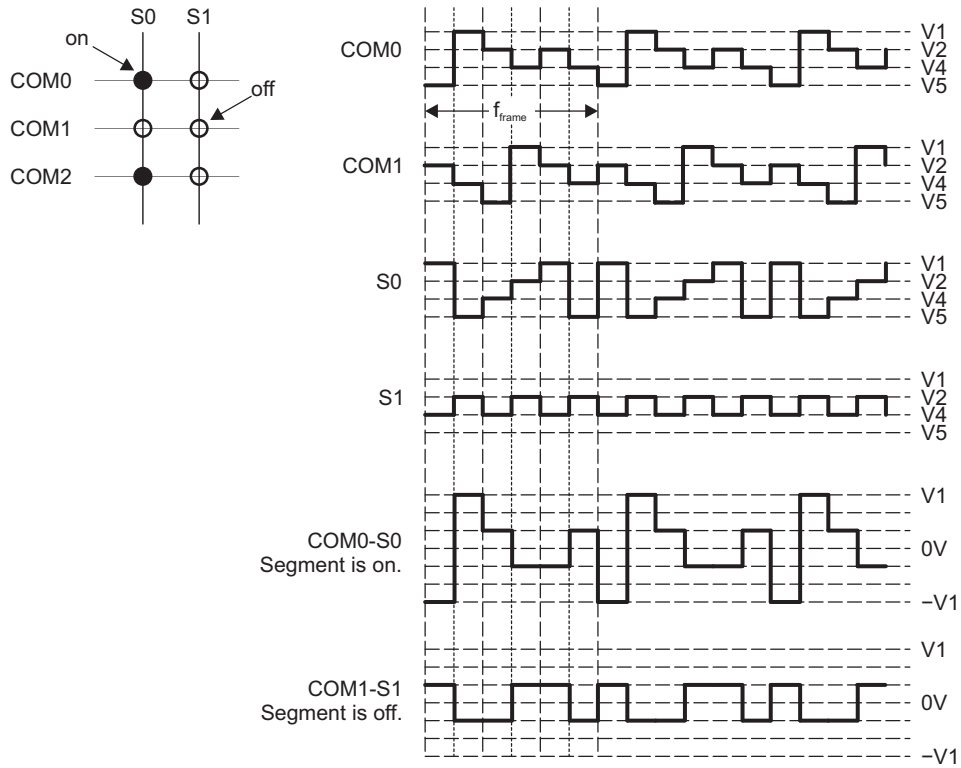 S0 S1
on
COM0
off
COM1
COM2
COM0
V1
V2
V4
V5
fframe
COM1
V1
V2
V4
V5
S0
V1
V2
V4
V5
S1
V1
V2
V4
V5
COM0-S0
Segment is on.
V1
0V
−V1
COM1-S1
Segment is off.
V1
0V
−V1